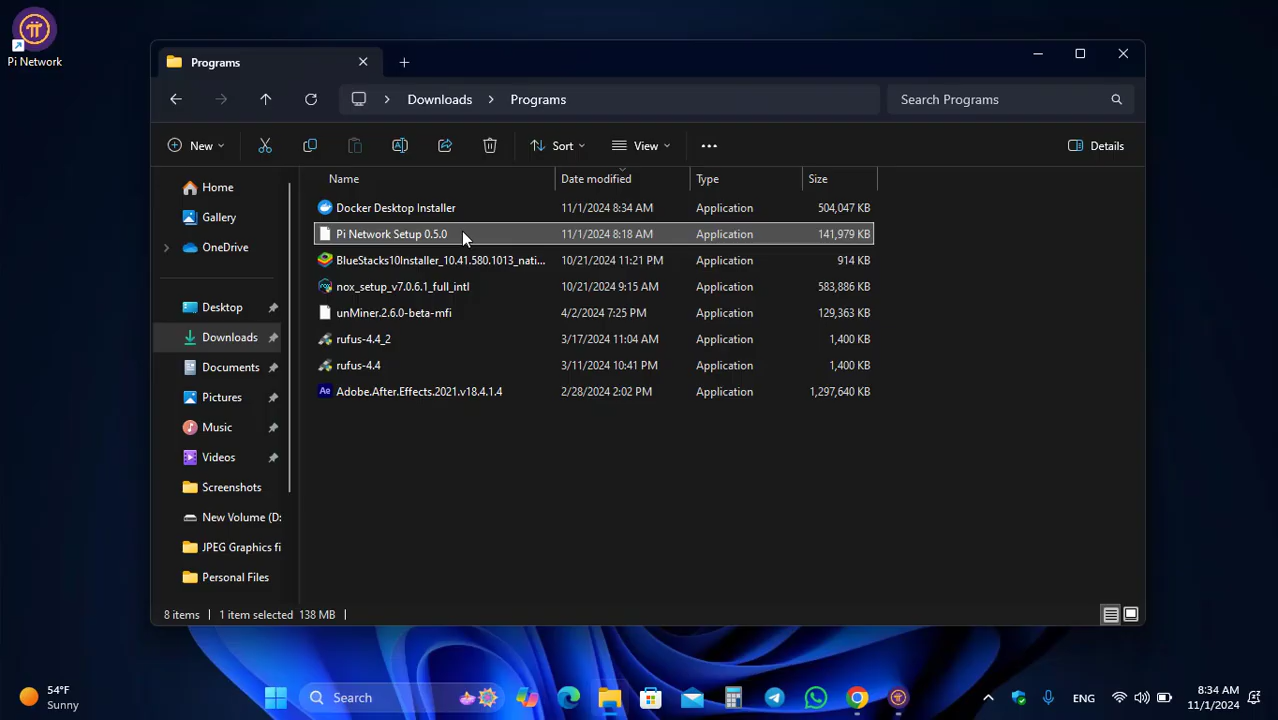 Pi Network
Programs
Downloads
Programs
Search Programs
New
Sort
View
Details
Home
Gallery
OneDrive
Desktop
Downloads
Documents
Pictures
Music
Videos
Screenshots
New Volume (D:
JPEG Graphics fi
Personal Files
Name Date modified Type Size
Docker Desktop Installer 11/1/2024 8:34 AM Application 504,047 KB
Pi Network Setup 0.5.0 11/1/2024 8:18 AM Application 141,979 KB
BlueStacks10Installer_10.41.580.1013_nati... 10/21/2024 11:21 PM Application 914 KB
nox_setup_v7.0.6.1_full_intl 10/21/2024 9:15 AM Application 583,886 KB
unMiner.2.6.0-beta-mfi 4/2/2024 7:25 PM Application 129,363 KB
rufus-4.4_2 3/17/2024 11:04 AM Application 1,400 KB
rufus-4.4 3/11/2024 10:41 PM Application 1,400 KB
Adobe.After.Effects.2021.v18.4.1.4 2/28/2024 2:02 PM Application 1,297,640 KB
8 items 1 item selected 138 MB
54°F
Sunny
Search
ENG
8:34 AM
11/1/2024